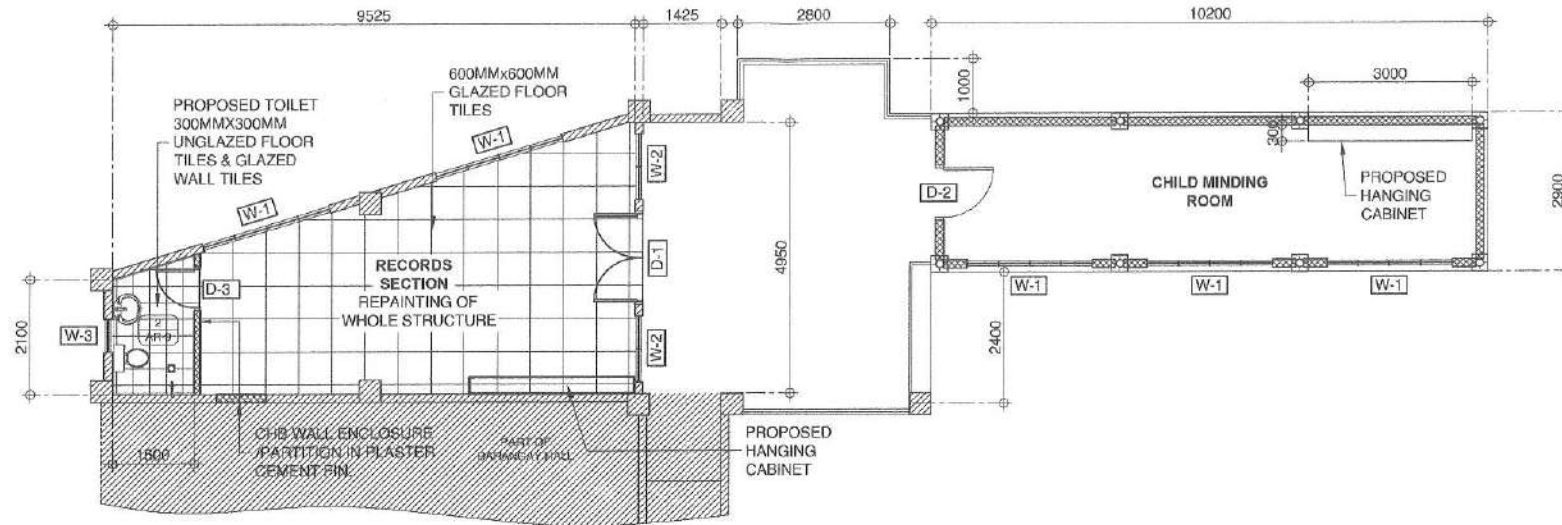 9525
1425
2800
10200
600MMx600MM
GLAZED FLOOR
TILES
PROPOSED TOILET
300MMX300MM
UNGLAZED FLOOR
TILES & GLAZED
WALL TILES
1000
3000
300
W-1
W-1
W-2
D-2
CHILD MINDING
ROOM
PROPOSED
HANGING
CABINET
2900
4950
D-1
RECORDS
SECTION
REPAINTING OF
WHOLE STRUCTURE
D-3
W-1
W-1
W-1
2
AR-9
W-3
2100
W-2
2400
CHB WALL ENCLOSURE
/PARTITION IN PLASTER
CEMENT FIN.
1500
PART OF
BARANGAY HALL
PROPOSED
HANGING
CABINET